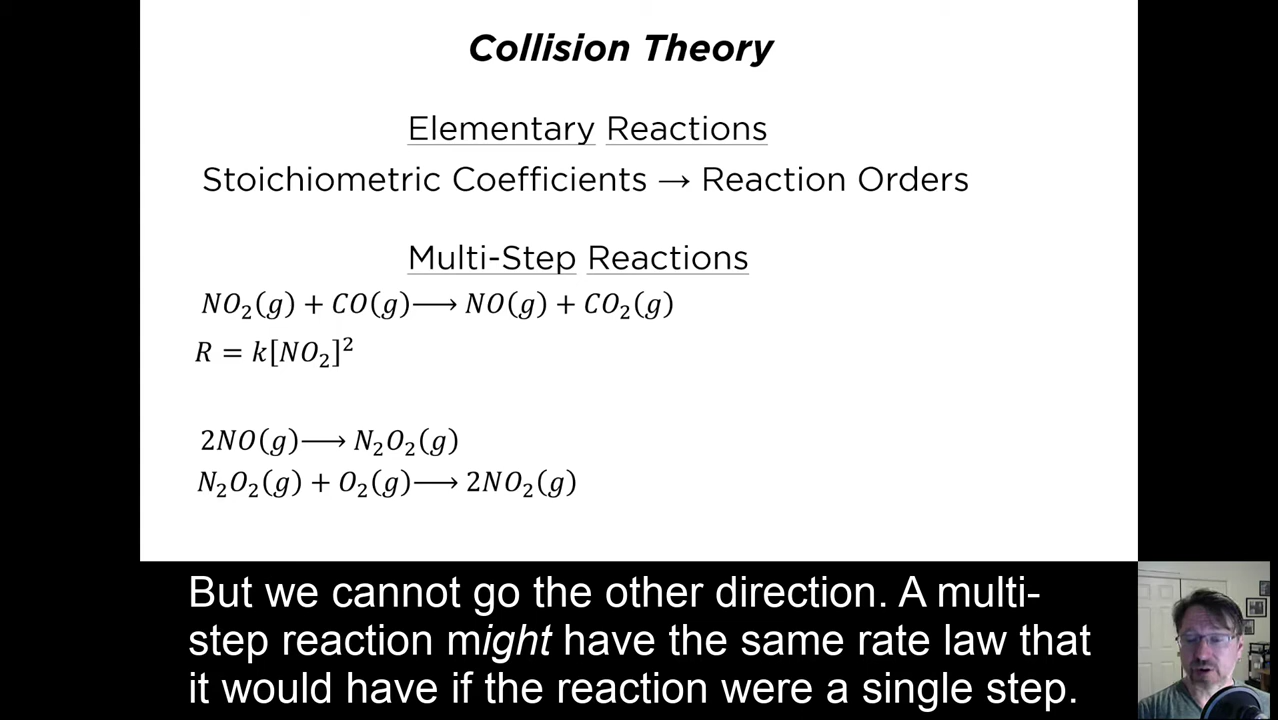 Collision Theory
Elementary Reactions
Stoichiometric Coefficients → Reaction Orders
Multi-Step Reactions
NO₂(g) + CO(g) ⟶ NO(g) + CO₂(g)
R = k[NO₂]²
2NO(g) ⟶ N₂O₂(g)
N₂O₂(g) + O₂(g) ⟶ 2NO₂(g)
But we cannot go the other direction. A multi-
step reaction might have the same rate law that
it would have if the reaction were a single step.